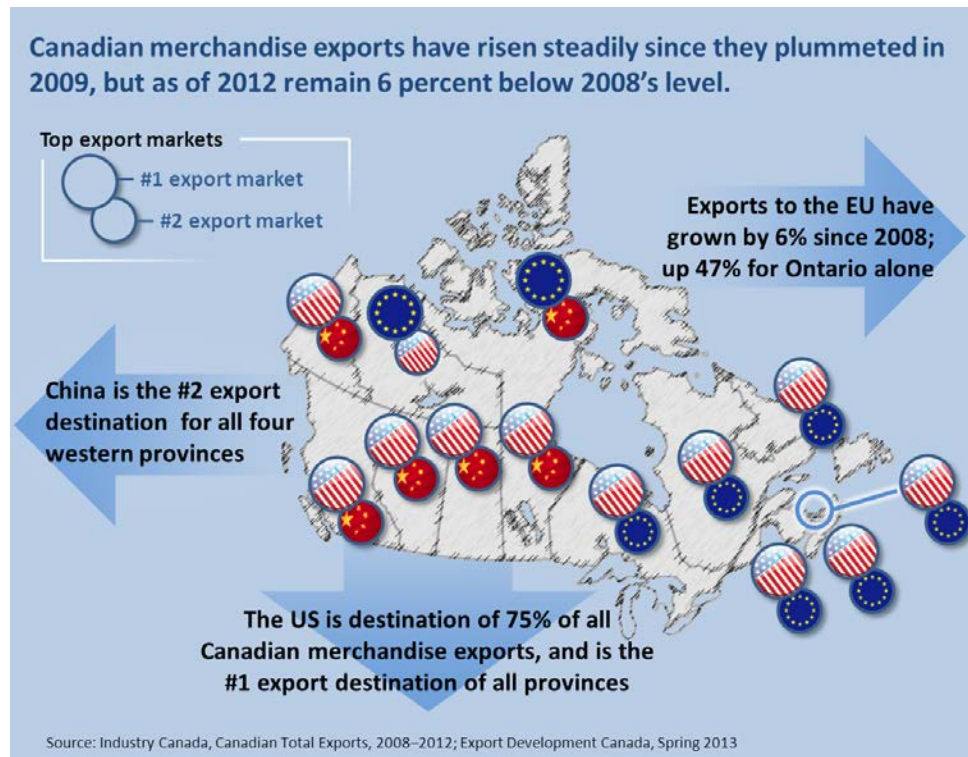 Canadian merchandise exports have risen steadily since they plummeted in
2009, but as of 2012 remain 6 percent below 2008's level.
Top export markets
#1 export market
#2 export market
Exports to the EU have
grown by 6% since 2008;
up 47% for Ontario alone
China is the #2 export
destination for all four
western provinces
The US is destination of 75% of all
Canadian merchandise exports, and is the
#1 export destination of all provinces
Source: Industry Canada, Canadian Total Exports, 2008–2012; Export Development Canada, Spring 2013